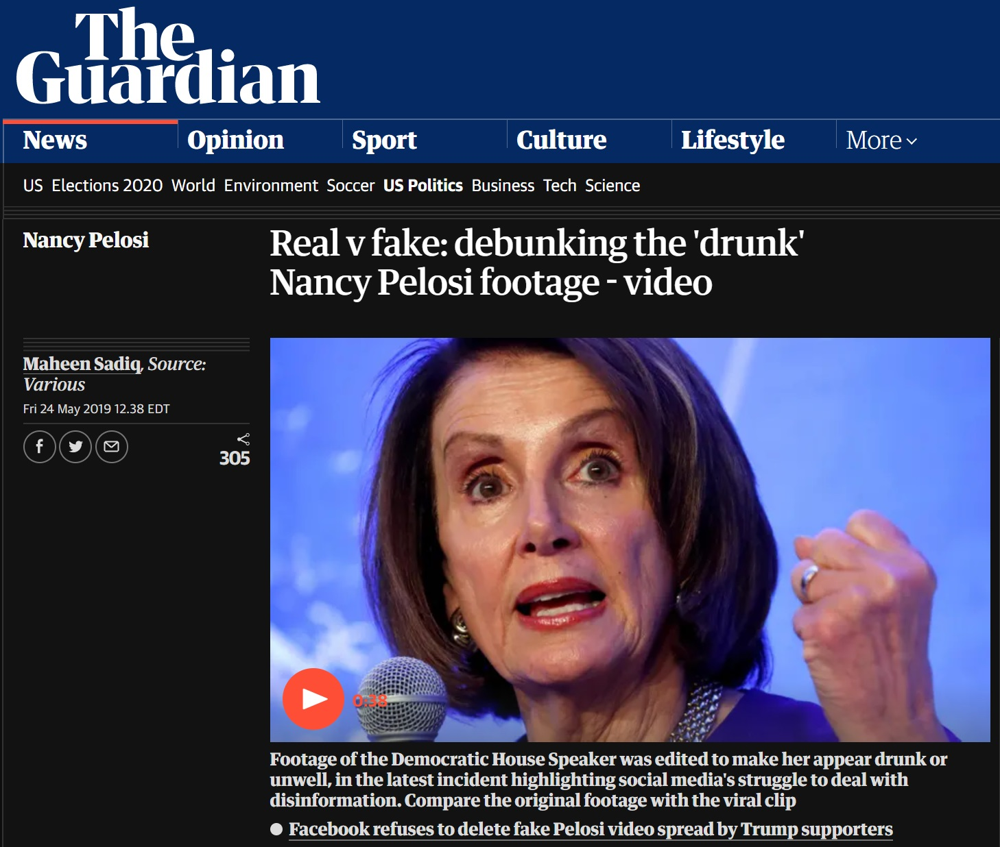 The
Guardian
News Opinion Sport Culture Lifestyle More
US Elections 2020 World Environment Soccer US Politics Business Tech Science
Nancy Pelosi
Real v fake: debunking the 'drunk'
Nancy Pelosi footage - video
Maheen Sadiq, Source:
Various
Fri 24 May 2019 12.38 EDT
305
0:38
Footage of the Democratic House Speaker was edited to make her appear drunk or
unwell, in the latest incident highlighting social media's struggle to deal with
disinformation. Compare the original footage with the viral clip
Facebook refuses to delete fake Pelosi video spread by Trump supporters